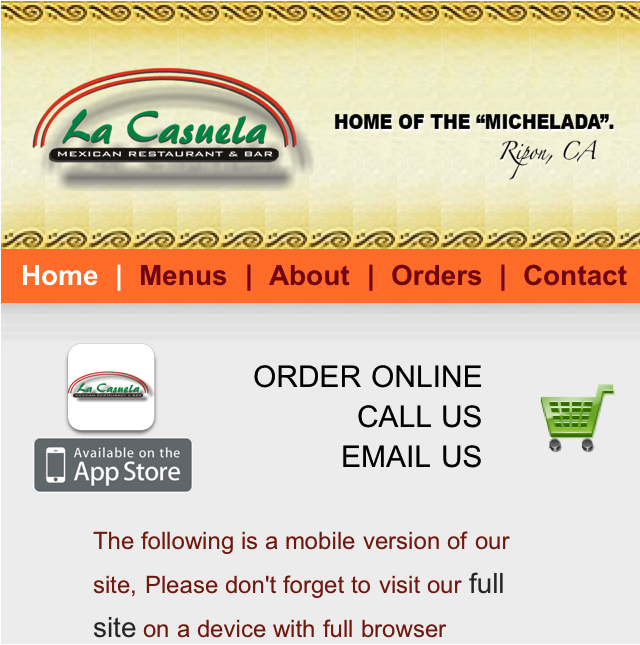 La Casuela
MEXICAN RESTAURANT & BAR
HOME OF THE “MICHELADA”.
Ripon, CA
Home | Menus | About | Orders | Contact
La Casuela
MEXICAN RESTAURANT & BAR
Available on the
App Store
ORDER ONLINE
CALL US
EMAIL US
The following is a mobile version of our
site, Please don't forget to visit our full
site on a device with full browser